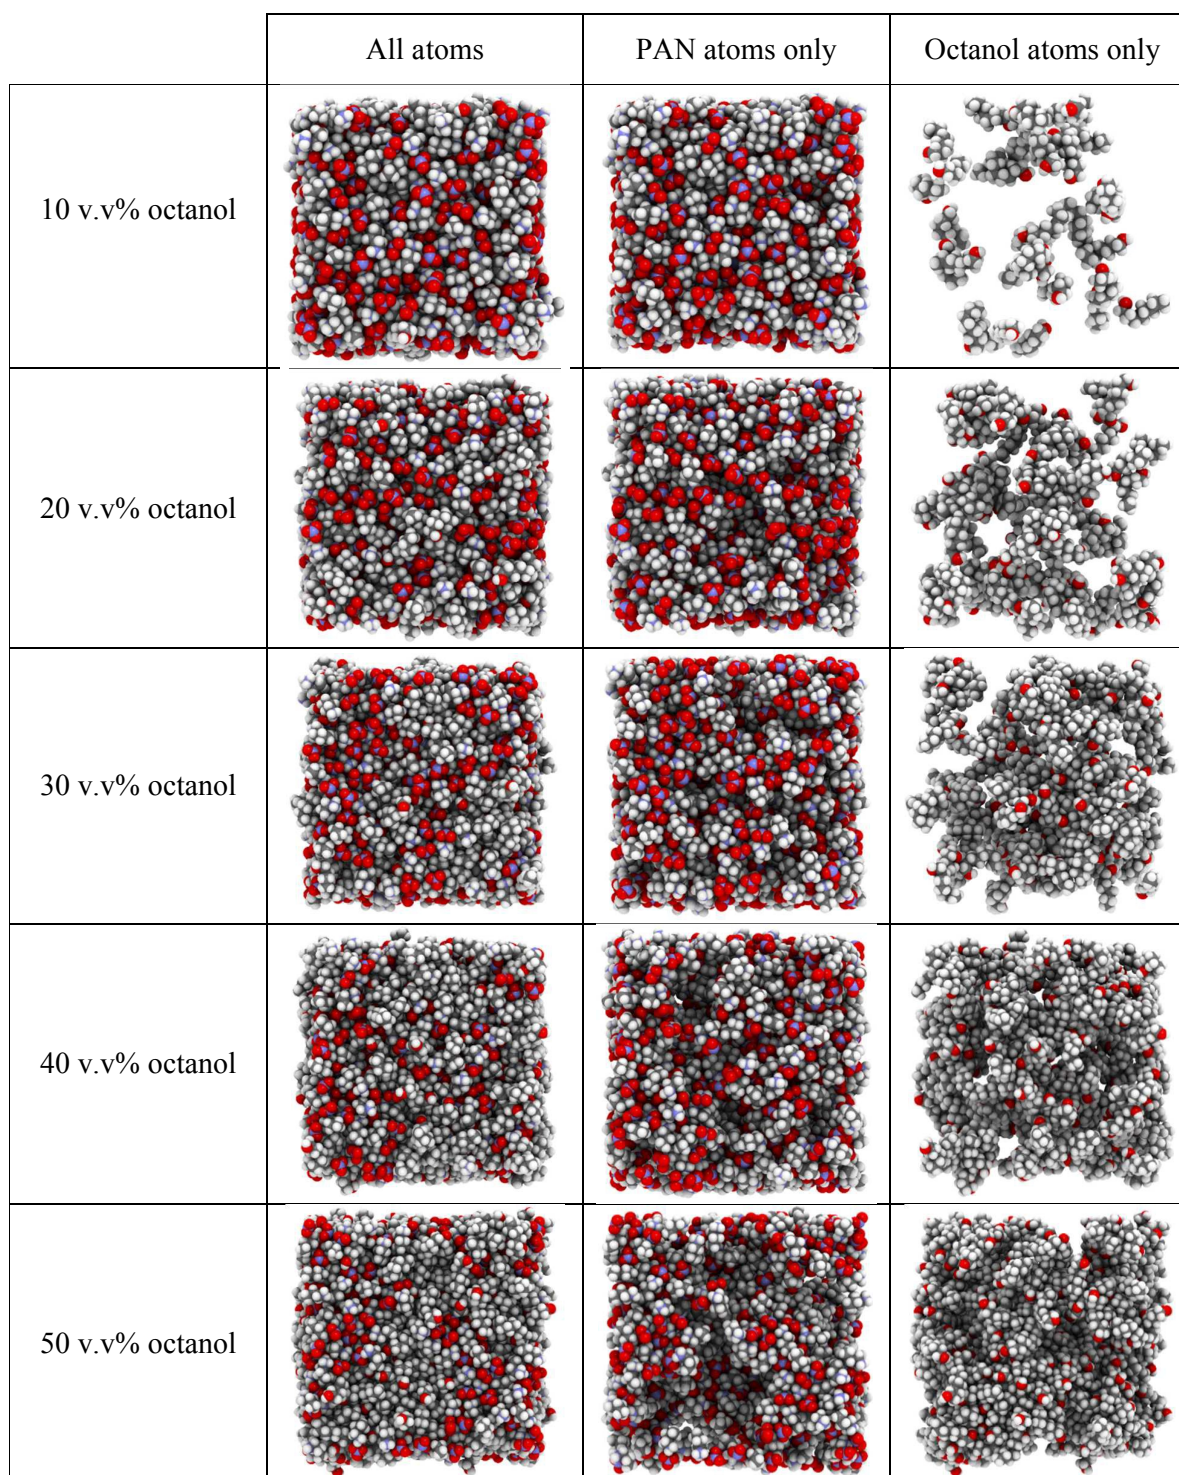 All atoms
PAN atoms only
Octanol atoms only
10 v.v% octanol
20 v.v% octanol
30 v.v% octanol
40 v.v% octanol
50 v.v% octanol